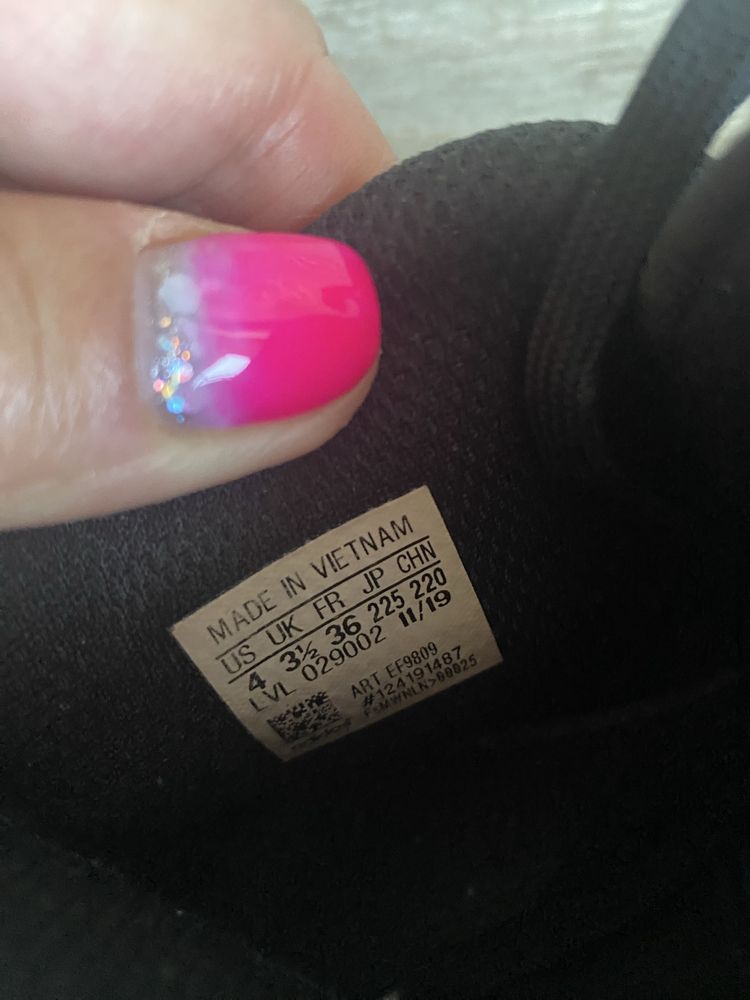 MADE IN VIETNAM
US UK FR JP CHN
4 3½ 36 225 220
LVL 029002 11/19
ART EF9809
#124191487